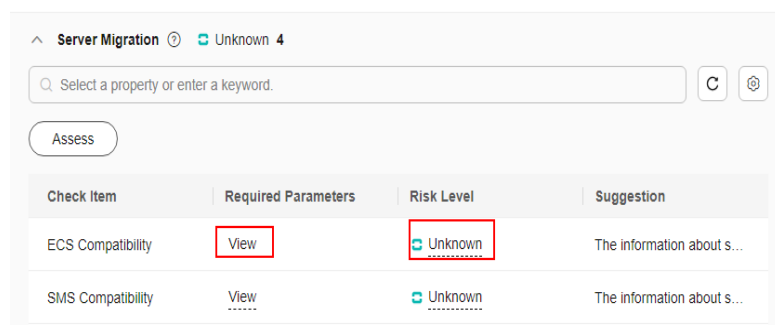 Server Migration ? Unknown 4
Select a property or enter a keyword.
Assess
Check Item Required Parameters Risk Level Suggestion
ECS Compatibility View Unknown The information about s...
SMS Compatibility View Unknown The information about s...